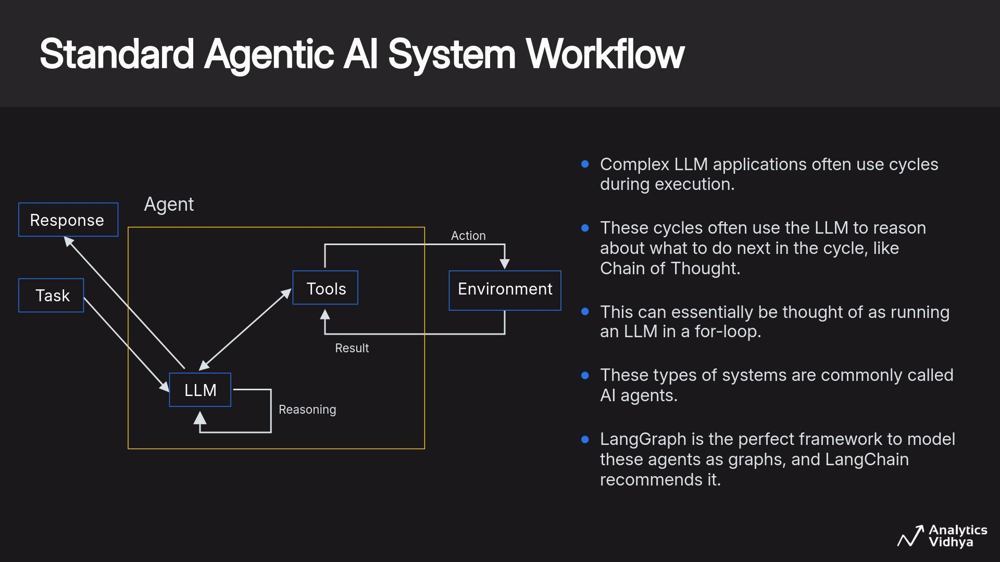 Standard Agentic AI System Workflow
Response
Agent
Task
Tools
Action
Environment
Result
LLM
Reasoning
Complex LLM applications often use cycles
during execution.
These cycles often use the LLM to reason
about what to do next in the cycle, like
Chain of Thought.
This can essentially be thought of as running
an LLM in a for-loop.
These types of systems are commonly called
AI agents.
LangGraph is the perfect framework to model
these agents as graphs, and LangChain
recommends it.
Analytics
Vidhya